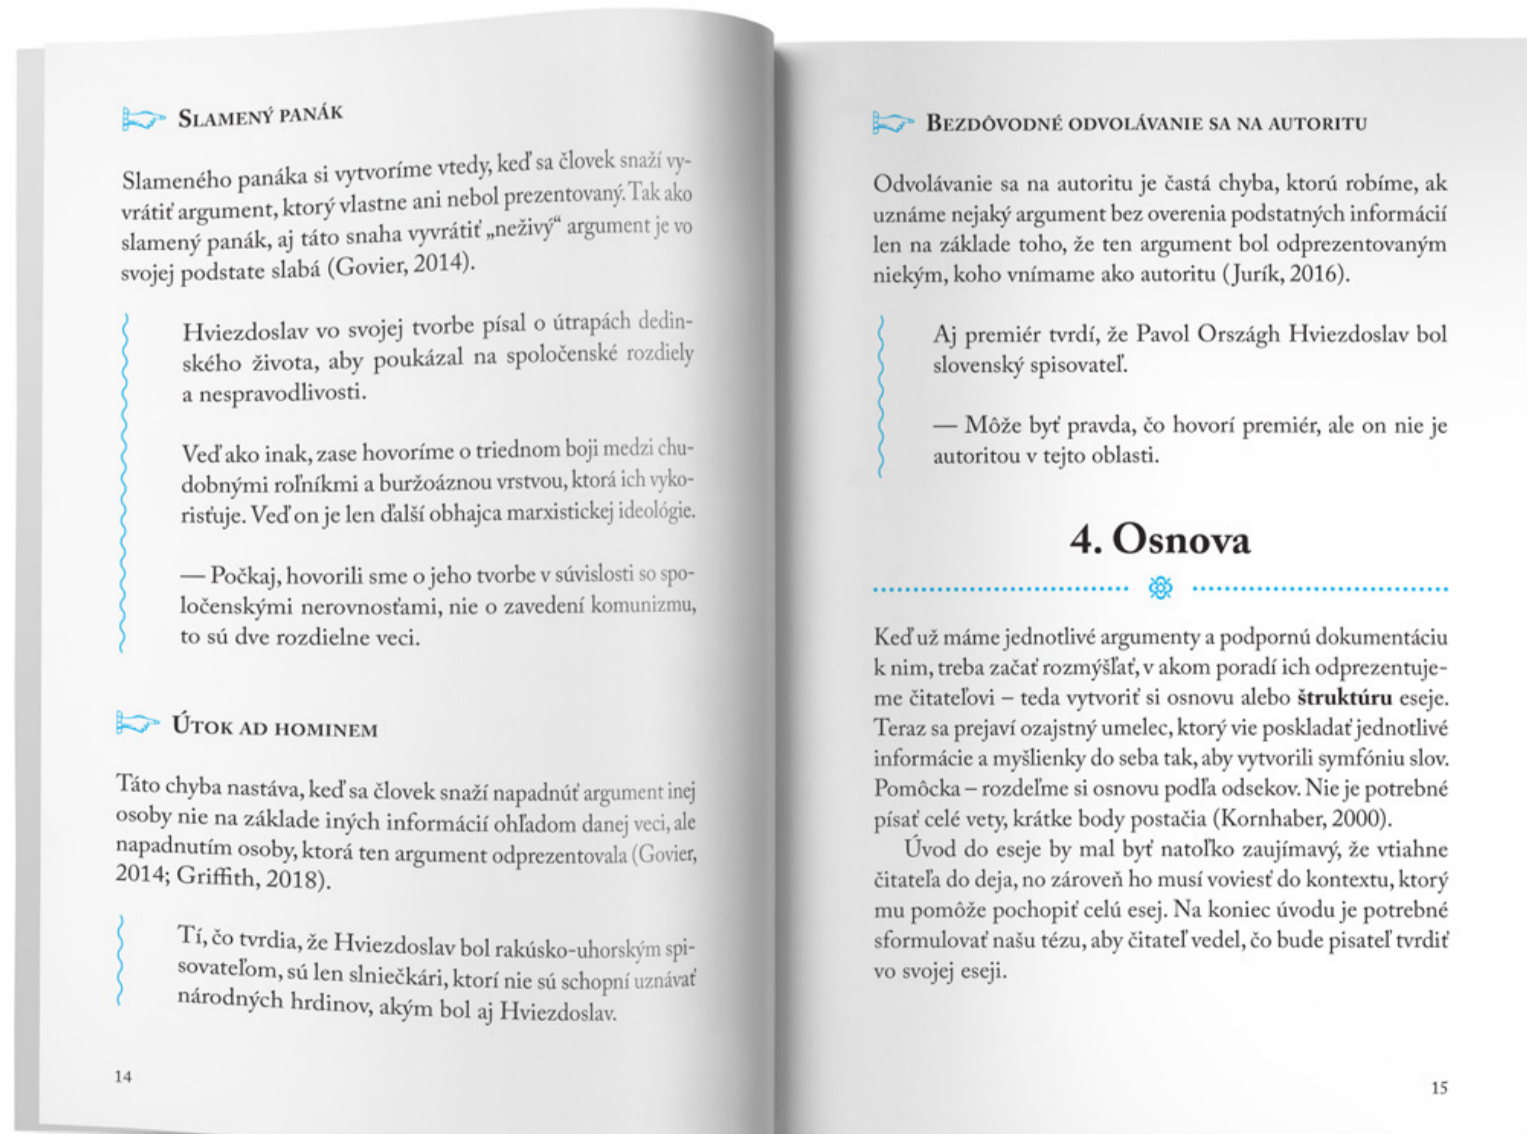 Slamený panák
Slameného panáka si vytvoríme vtedy, keď sa človek snaží vy-
vrátiť argument, ktorý vlastne ani nebol prezentovaný. Tak ako
slamený panák, aj táto snaha vyvrátiť „neživý“ argument je vo
svojej podstate slabá (Govier, 2014).
Hviezdoslav vo svojej tvorbe písal o útrapách dedin-
ského života, aby poukázal na spoločenské rozdiely
a nespravodlivosti.
Veď ako inak, zase hovoríme o triednom boji medzi chu-
dobnými roľníkmi a buržoáznou vrstvou, ktorá ich vyko-
risťuje. Veď on je len ďalší obhajca marxistickej ideológie.
— Počkaj, hovorili sme o jeho tvorbe v súvislosti so spo-
ločenskými nerovnosťami, nie o zavedení komunizmu,
to sú dve rozdielne veci.
Útok ad hominem
Táto chyba nastáva, keď sa človek snaží napadnúť argument inej
osoby nie na základe iných informácií ohľadom danej veci, ale
napadnutím osoby, ktorá ten argument odprezentovala (Govier,
2014; Griffith, 2018).
Tí, čo tvrdia, že Hviezdoslav bol rakúsko-uhorským spi-
sovateľom, sú len slniečkári, ktorí nie sú schopní uznávať
národných hrdinov, akým bol aj Hviezdoslav.
14
Bezdôvodné odvolávanie sa na autoritu
Odvolávanie sa na autoritu je častá chyba, ktorú robíme, ak
uznáme nejaký argument bez overenia podstatných informácií
len na základe toho, že ten argument bol odprezentovaným
niekým, koho vnímame ako autoritu (Jurík, 2016).
Aj premiér tvrdí, že Pavol Országh Hviezdoslav bol
slovenský spisovateľ.
— Môže byť pravda, čo hovorí premiér, ale on nie je
autoritou v tejto oblasti.
4. Osnova
Keď už máme jednotlivé argumenty a podpornú dokumentáciu
k nim, treba začať rozmýšľať, v akom poradí ich odprezentuje-
me čitateľovi – teda vytvoriť si osnovu alebo štruktúru eseje.
Teraz sa prejaví ozajstný umelec, ktorý vie poskladať jednotlivé
informácie a myšlienky do seba tak, aby vytvorili symfóniu slov.
Pomôcka – rozdeľme si osnovu podľa odsekov. Nie je potrebné
písať celé vety, krátke body postačia (Kornhaber, 2000).
Úvod do eseje by mal byť natoľko zaujímavý, že vtiahne
čitateľa do deja, no zároveň ho musí voviesť do kontextu, ktorý
mu pomôže pochopiť celú esej. Na koniec úvodu je potrebné
sformulovať našu tézu, aby čitateľ vedel, čo bude pisateľ tvrdiť
vo svojej eseji.
15